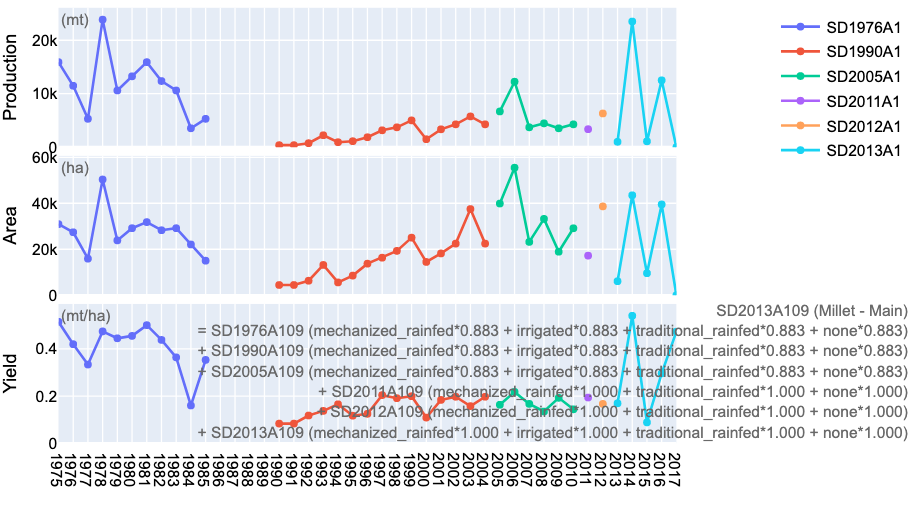 (mt)
Production
20k
10k
0
SD1976A1
SD1990A1
SD2005A1
SD2011A1
SD2012A1
SD2013A1
(ha)
Area
60k
40k
20k
0
(mt/ha)
Yield
0.4
0.2
0
SD2013A109 (Millet - Main)
= SD1976A109 (mechanized_rainfed*0.883 + irrigated*0.883 + traditional_rainfed*0.883 + none*0.883)
+ SD1990A109 (mechanized_rainfed*0.883 + irrigated*0.883 + traditional_rainfed*0.883 + none*0.883)
+ SD2005A109 (mechanized_rainfed*0.883 + irrigated*0.883 + traditional_rainfed*0.883 + none*0.883)
+ SD2011A109 (mechanized_rainfed*1.000 + irrigated*1.000 + traditional_rainfed*1.000 + none*1.000)
+ SD2012A109 (mechanized_rainfed*1.000 + irrigated*1.000 + traditional_rainfed*1.000 + none*1.000)
+ SD2013A109 (mechanized_rainfed*1.000 + irrigated*1.000 + traditional_rainfed*1.000 + none*1.000)
1975
1976
1977
1978
1979
1980
1981
1982
1983
1984
1985
1990
1991
1992
1993
1994
1995
1996
1997
1998
1999
2000
2001
2002
2003
2004
2005
2006
2007
2008
2009
2010
2011
2012
2013
2014
2015
2016
2017